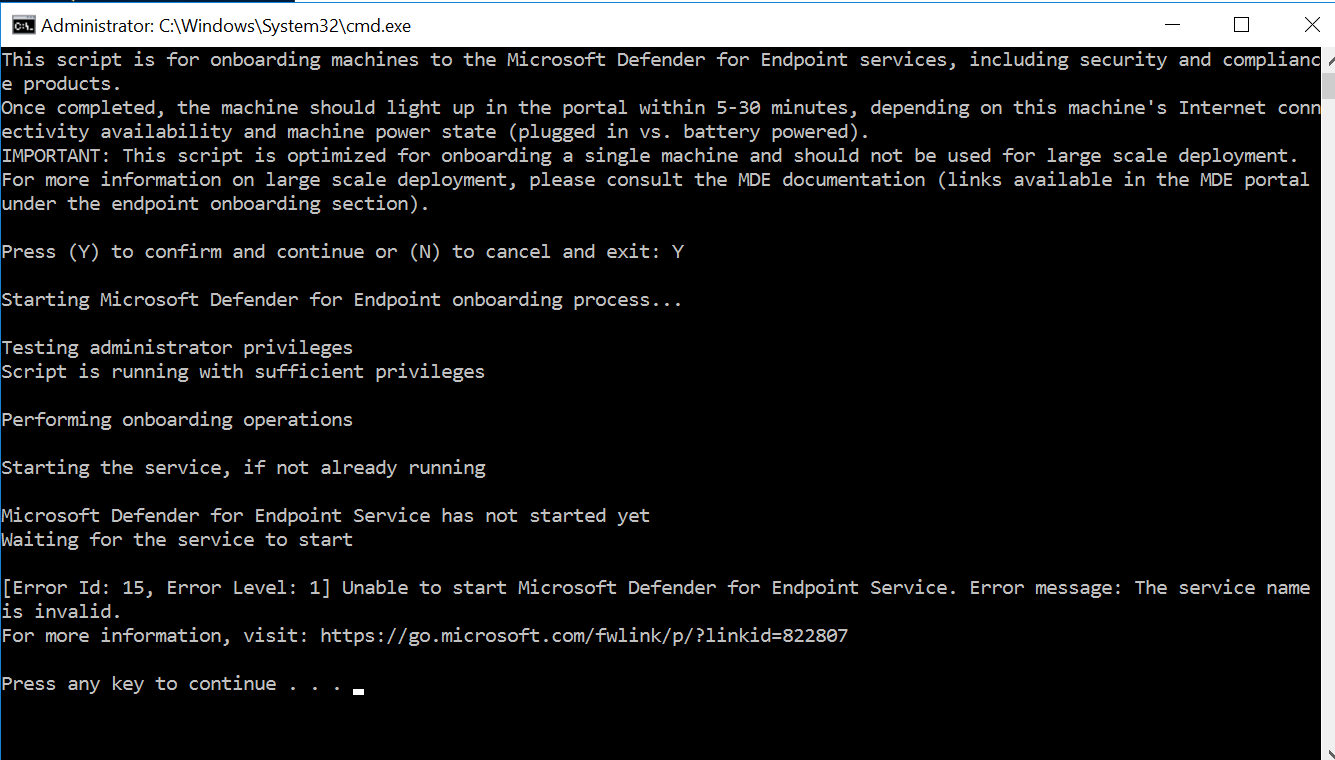 Administrator: C:\Windows\System32\cmd.exe
This script is for onboarding machines to the Microsoft Defender for Endpoint services, including security and complianc
e products.
Once completed, the machine should light up in the portal within 5-30 minutes, depending on this machine's Internet conn
ectivity availability and machine power state (plugged in vs. battery powered).
IMPORTANT: This script is optimized for onboarding a single machine and should not be used for large scale deployment.
For more information on large scale deployment, please consult the MDE documentation (links available in the MDE portal
under the endpoint onboarding section).
Press (Y) to confirm and continue or (N) to cancel and exit: Y
Starting Microsoft Defender for Endpoint onboarding process...
Testing administrator privileges
Script is running with sufficient privileges
Performing onboarding operations
Starting the service, if not already running
Microsoft Defender for Endpoint Service has not started yet
Waiting for the service to start
[Error Id: 15, Error Level: 1] Unable to start Microsoft Defender for Endpoint Service. Error message: The service name
is invalid.
For more information, visit: https://go.microsoft.com/fwlink/p/?linkid=822807
Press any key to continue . . .